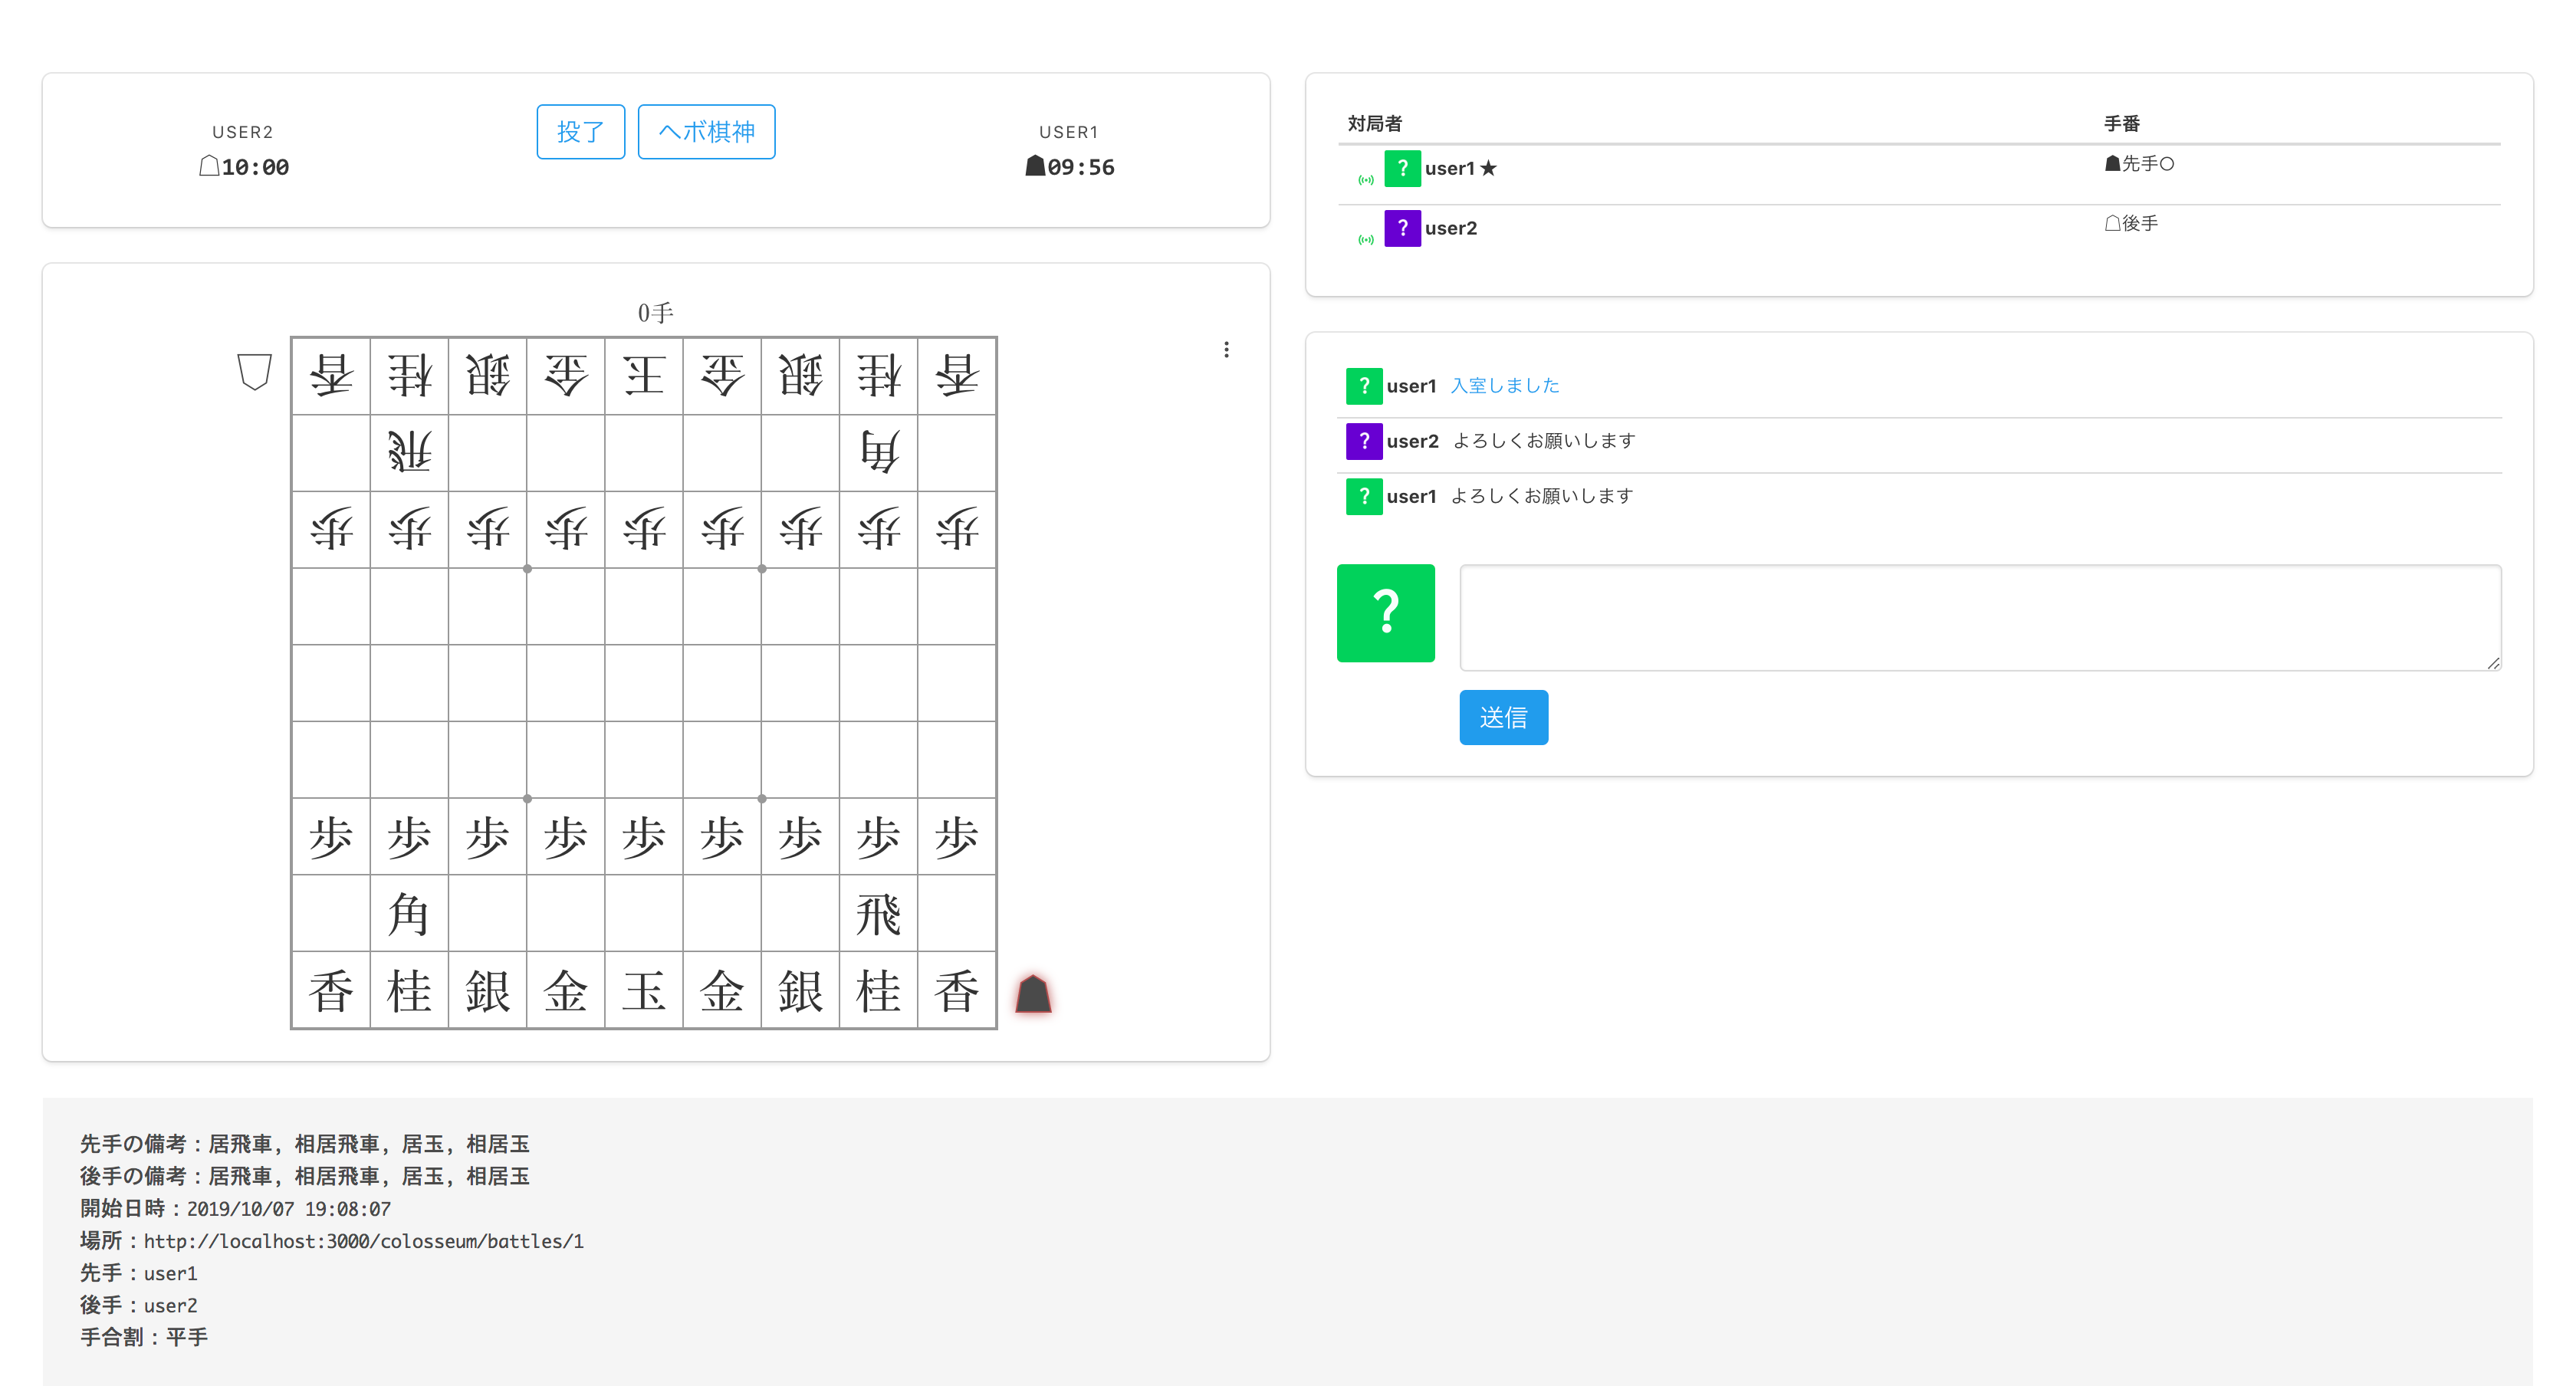 USER2
☖10:00
投了
ヘボ棋神
USER1
☗09:56
0手
香桂銀金王金銀桂香
飛角
歩歩歩歩歩歩歩歩歩
歩歩歩歩歩歩歩歩歩
角飛
香桂銀金玉金銀桂香
対局者 手番
? user1★ ☗先手○
? user2 ☖後手
? user1 入室しました
? user2 よろしくお願いします
? user1 よろしくお願いします
?
送信
先手の備考：居飛車, 相居飛車, 居玉, 相居玉
後手の備考：居飛車, 相居飛車, 居玉, 相居玉
開始日時：2019/10/07 19:08:07
場所：http://localhost:3000/colosseum/battles/1
先手：user1
後手：user2
手合割：平手